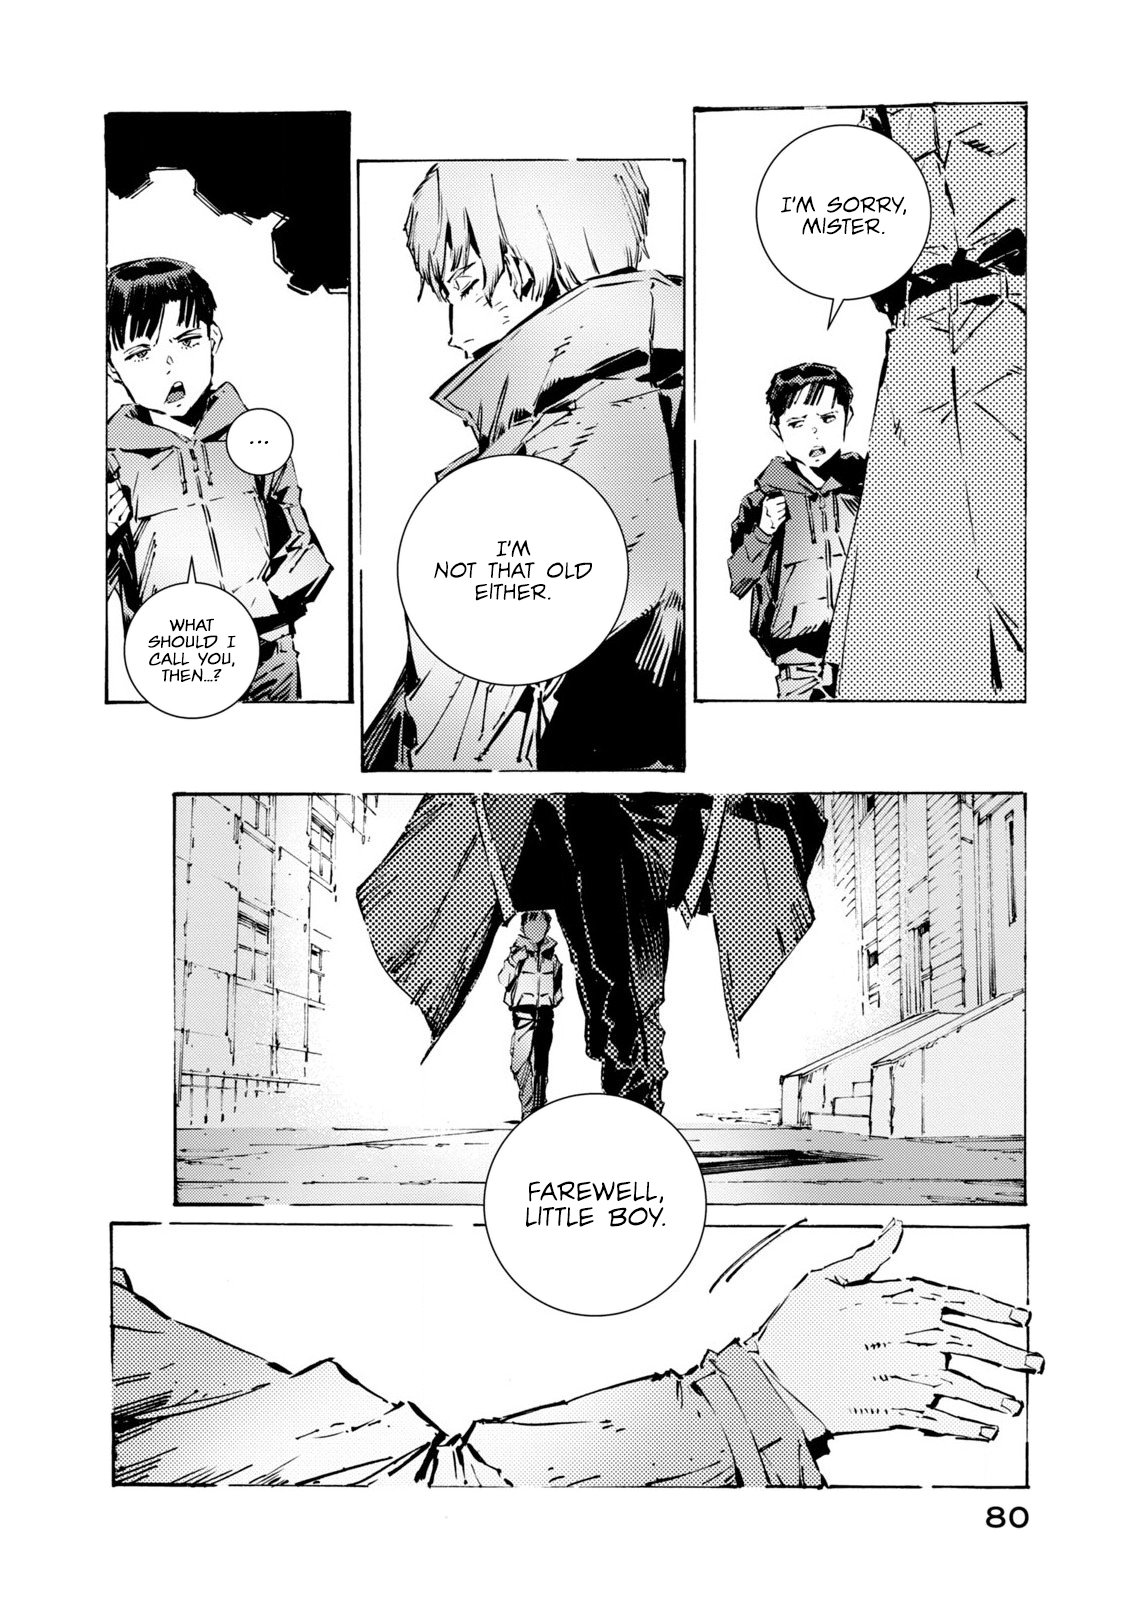 I'M SORRY,
MISTER.
I'M
NOT THAT OLD
EITHER.
...
WHAT
SHOULD I
CALL YOU,
THEN...?
FAREWELL,
LITTLE BOY.
80